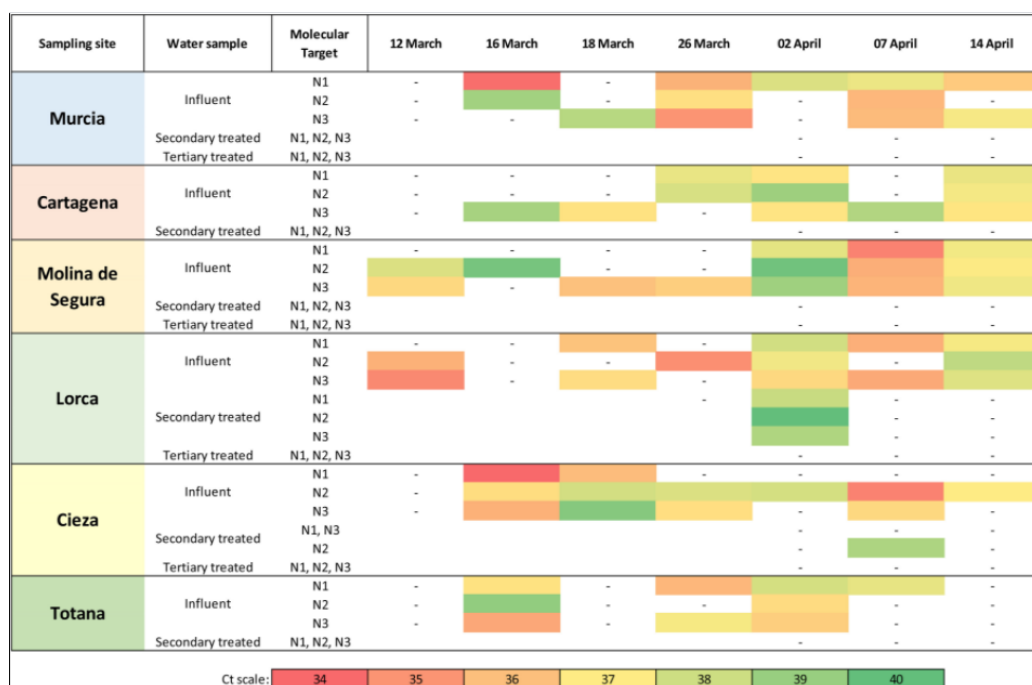 Sampling site Water sample Molecular Target 12 March 16 March 18 March 26 March 02 April 07 April 14 April
N1 - -
Murcia Influent N2 - - - -
N3 - - -
Secondary treated N1, N2, N3 - - -
Tertiary treated N1, N2, N3 - - -
N1 - - - -
Cartagena Influent N2 - - - -
N3 - -
Secondary treated N1, N2, N3 - - -
N1 - - - -
Molina de Segura Influent N2 - -
N3 -
Secondary treated N1, N2, N3 - - -
Tertiary treated N1, N2, N3 - - -
N1 - - -
Influent N2 - - -
N3 - -
Lorca N1 - - -
Secondary treated N2 - -
N3 - -
Tertiary treated N1, N2, N3 - - -
N1 - - - - -
Influent N2 -
N3 - - -
Cieza Secondary treated N1, N3 - - -
N2 - -
Tertiary treated N1, N2, N3 - - -
N1 - - -
Totana Influent N2 - - - - -
N3 - - - -
Secondary treated N1, N2, N3 - - -
Ct scale: 34 35 36 37 38 39 40